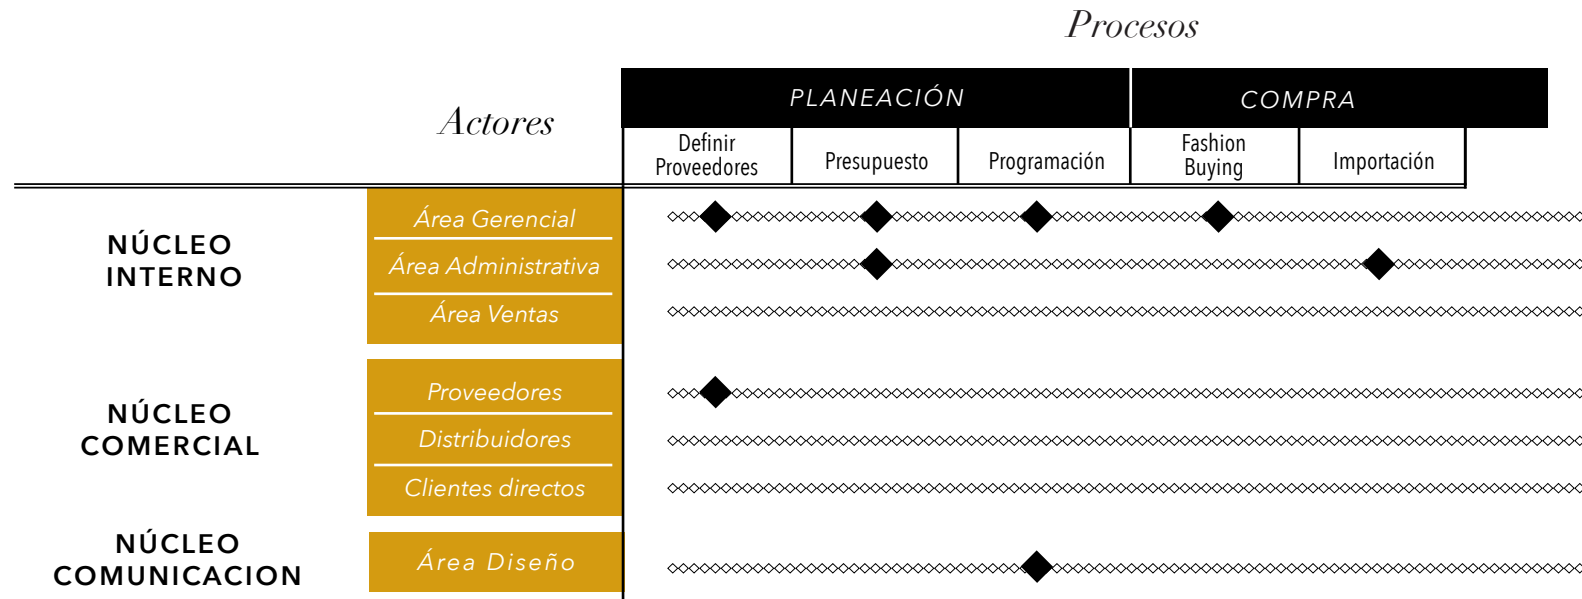 Procesos
Actores
PLANEACIÓN
COMPRA
Definir
Proveedores
Presupuesto
Programación
Fashion
Buying
Importación
NÚCLEO
INTERNO
Área Gerencial
Área Administrativa
Área Ventas
NÚCLEO
COMERCIAL
Proveedores
Distribuidores
Clientes directos
NÚCLEO
COMUNICACION
Área Diseño